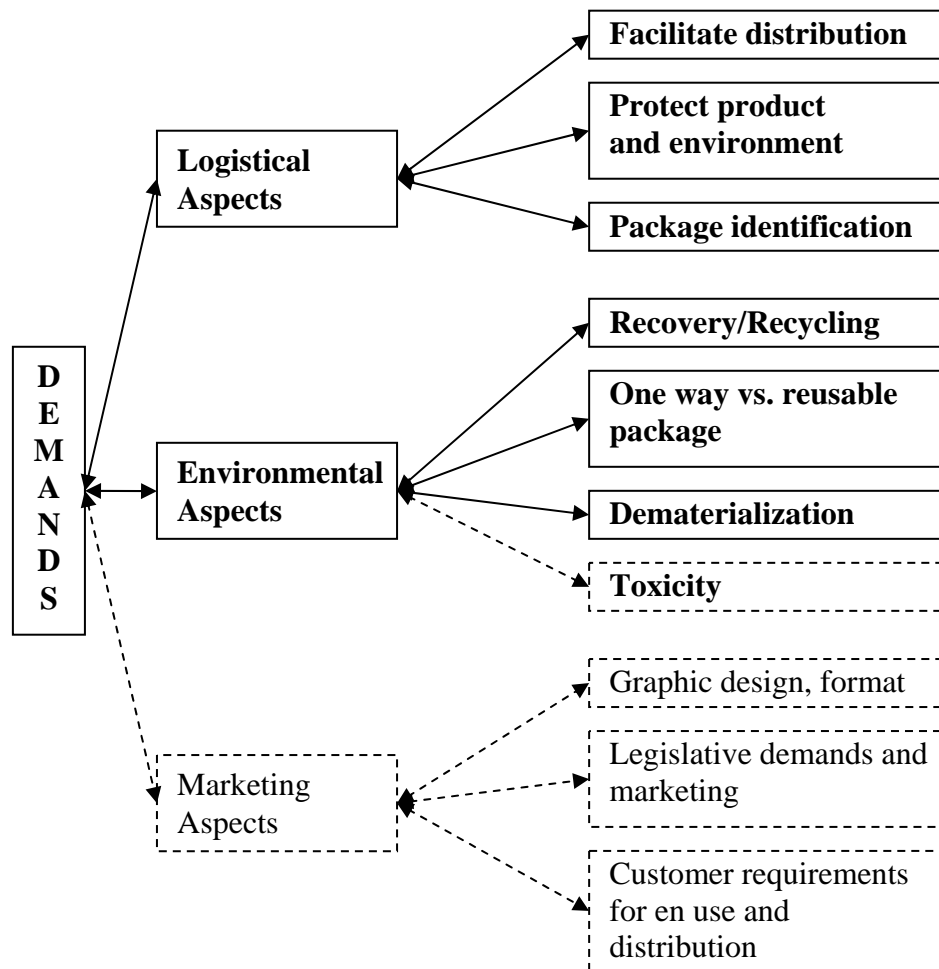 Facilitate distribution
Protect product
and environment
Logistical
Aspects
Package identification
Recovery/Recycling
D
E
M
A
N
D
S
One way vs. reusable
package
Environmental
Aspects
Dematerialization
Toxicity
Graphic design, format
Legislative demands and
marketing
Marketing
Aspects
Customer requirements
for en use and
distribution